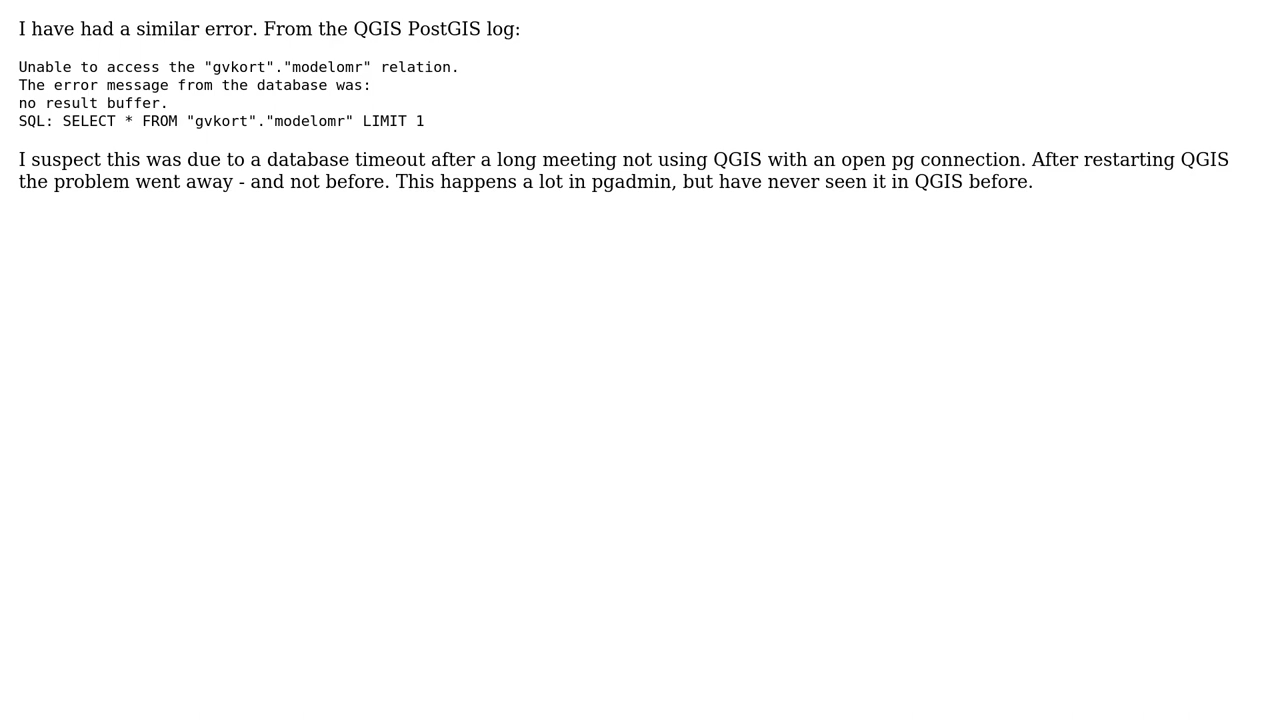 I have had a similar error. From the QGIS PostGIS log:
Unable to access the "gvkort"."modelomr" relation.
The error message from the database was:
no result buffer.
SQL: SELECT * FROM "gvkort"."modelomr" LIMIT 1
I suspect this was due to a database timeout after a long meeting not using QGIS with an open pg connection. After restarting QGIS
the problem went away - and not before. This happens a lot in pgadmin, but have never seen it in QGIS before.